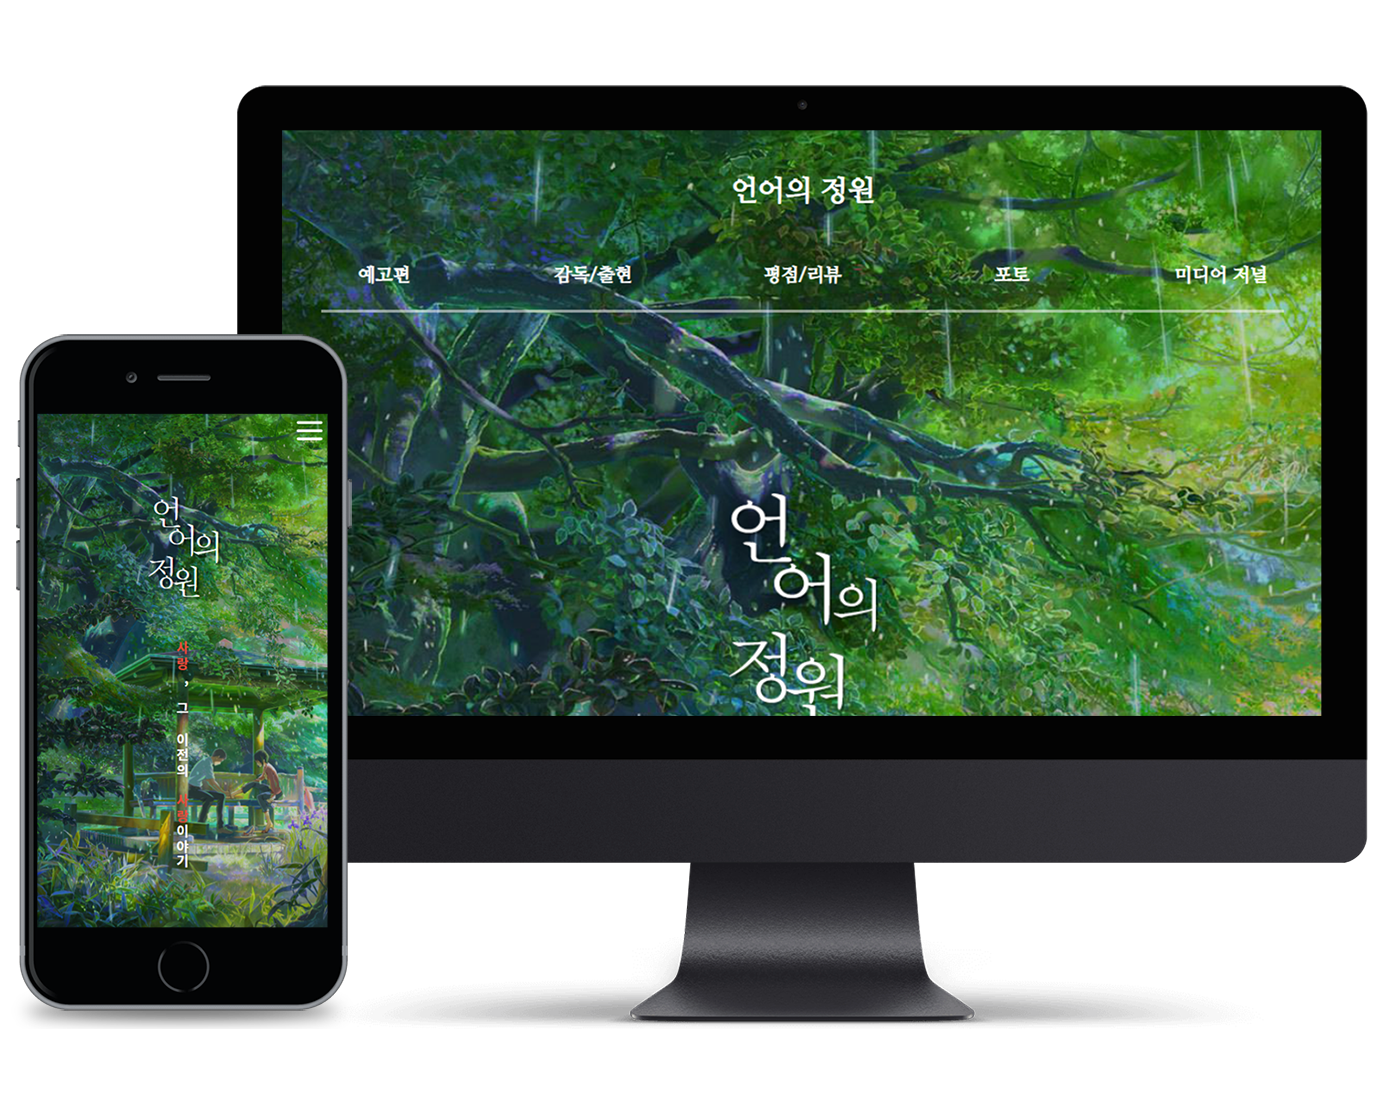 언어의 정원
예고편
감독/출현
평점/리뷰
포토
미디어 저널
언
어의
정원
언
어의
정원
사랑, 그 이전의 사랑이야기